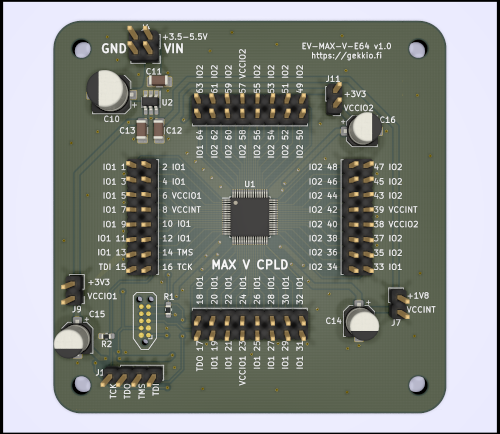 +3.5-5.5V
GND VIN
EV-MAX-V-E64 v1.0
https://gekkio.fi
C11
U2
C10
C13 C12
63 IO2
61 IO2
59 IO2
57 VCCIO2
55 IO2
53 IO2
51 IO2
49 IO2
IO1 64
IO2 62
IO2 60
IO2 58
IO2 56
IO2 54
IO2 52
IO2 50
J11
+3V3
VCCIO2
C16
IO1 1 2 IO1
IO1 3 4 IO1
IO1 5 6 VCCIO1
IO1 7 8 VCCINT
IO1 9 10 IO1
IO1 11 12 IO1
IO1 13 14 TMS
TDI 15 16 TCK
U1
MAX V CPLD
IO2 48 47 IO2
IO2 46 45 IO2
IO2 44 43 IO2
IO2 42 41 VCCINT
IO2 40 39 VCCIO2
IO2 38 37 IO2
IO2 36 35 IO2
IO2 34 33 IO1
+3V3
VCCIO1
J9
C15
R2
R1
18 IO1
20 IO1
22 IO1
24 IO1
26 IO1
28 IO1
30 IO1
32 IO1
TDO 17
IO1 19
IO1 21
VCCIO1 23
IO1 25
IO1 27
IO1 29
IO1 31
C14
+1V8
VCCINT
J7
J1
TCK
TDO
TMS
TDI